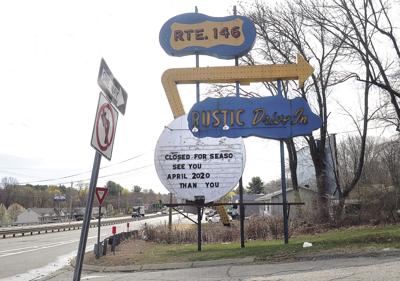 RTE. 146
RUSTIC Drive In
CLOSED FOR SEASO
SEE YOU
APRIL 2020
THAN YOU